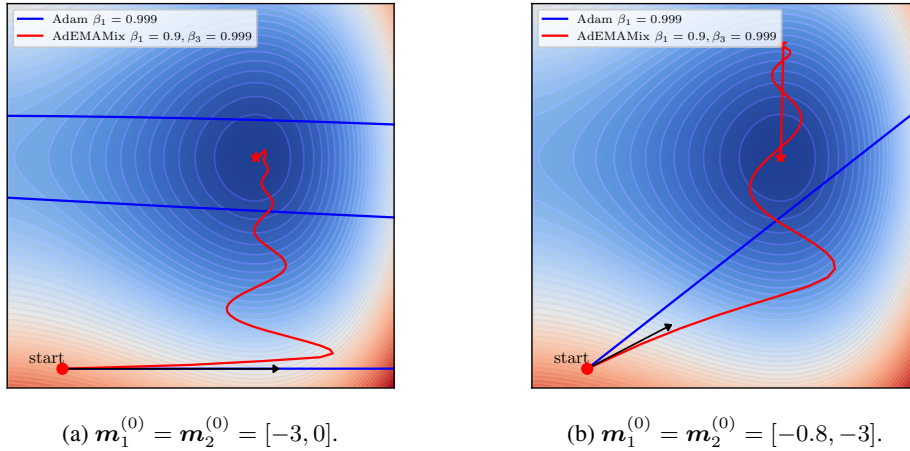 Adam β₁ = 0.999
AdEMAMix β₁ = 0.9, β₃ = 0.999
start
(a) m₁⁽⁰⁾ = m₂⁽⁰⁾ = [−3, 0].
Adam β₁ = 0.999
AdEMAMix β₁ = 0.9, β₃ = 0.999
start
(b) m₁⁽⁰⁾ = m₂⁽⁰⁾ = [−0.8, −3].